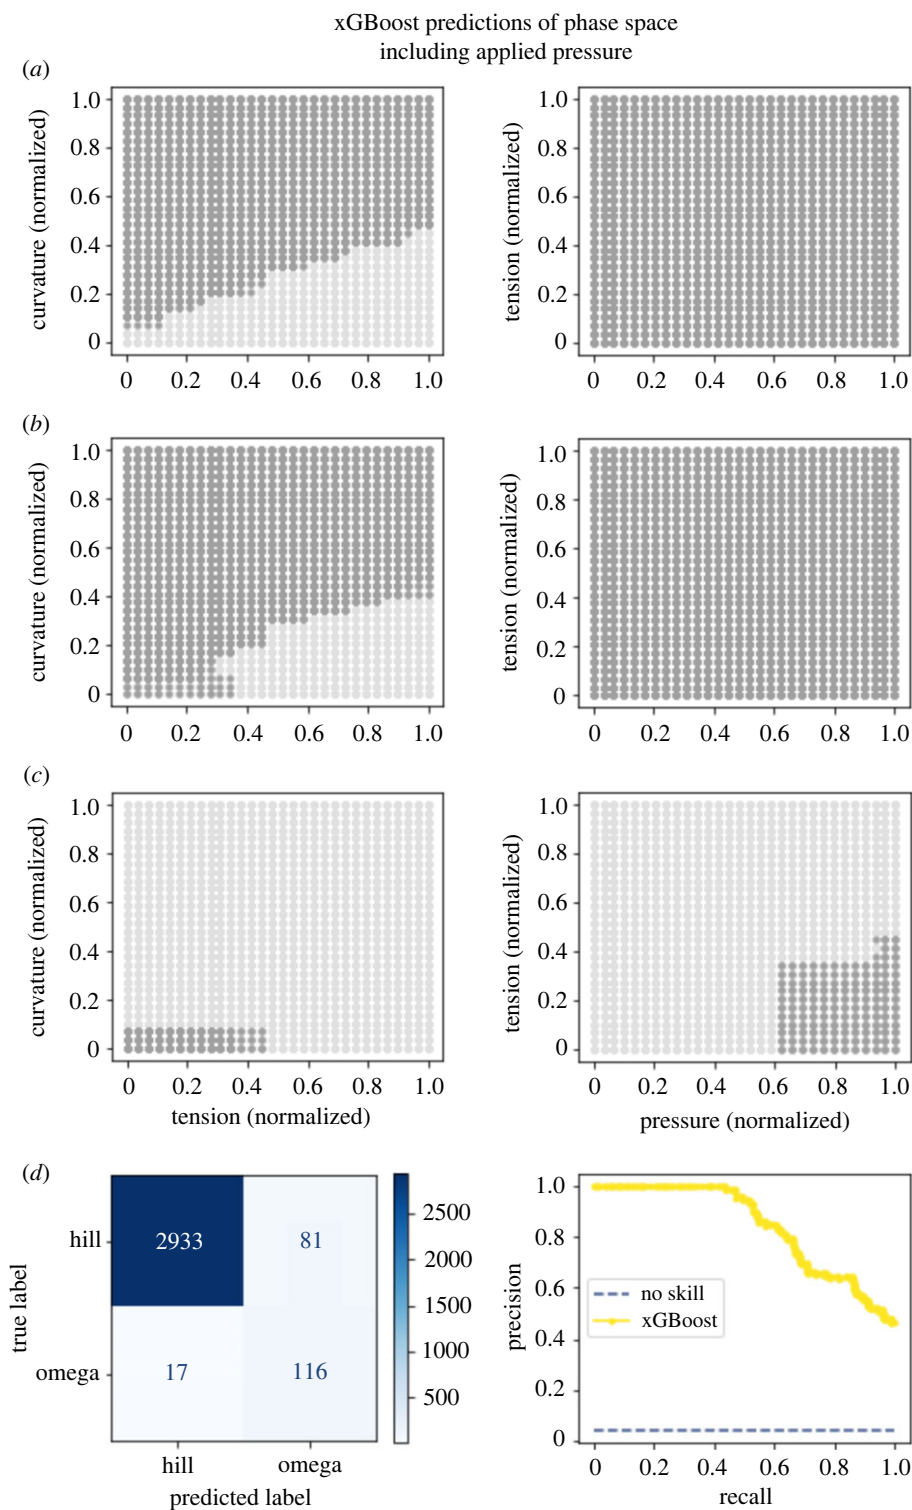 xGBoost predictions of phase space
including applied pressure
(a)
curvature (normalized)
1.0
0.8
0.6
0.4
0.2
0
0 0.2 0.4 0.6 0.8 1.0
tension (normalized)
1.0
0.8
0.6
0.4
0.2
0
0 0.2 0.4 0.6 0.8 1.0
(b)
curvature (normalized)
1.0
0.8
0.6
0.4
0.2
0
0 0.2 0.4 0.6 0.8 1.0
tension (normalized)
1.0
0.8
0.6
0.4
0.2
0
0 0.2 0.4 0.6 0.8 1.0
(c)
curvature (normalized)
1.0
0.8
0.6
0.4
0.2
0
0 0.2 0.4 0.6 0.8 1.0
tension (normalized)
tension (normalized)
1.0
0.8
0.6
0.4
0.2
0
0 0.2 0.4 0.6 0.8 1.0
pressure (normalized)
(d)
true label
hill
omega
2933 81
17 116
hill omega
predicted label
2500
2000
1500
1000
500
precision
1.0
0.8
0.6
0.4
0.2
0
no skill
xGBoost
0 0.2 0.4 0.6 0.8 1.0
recall